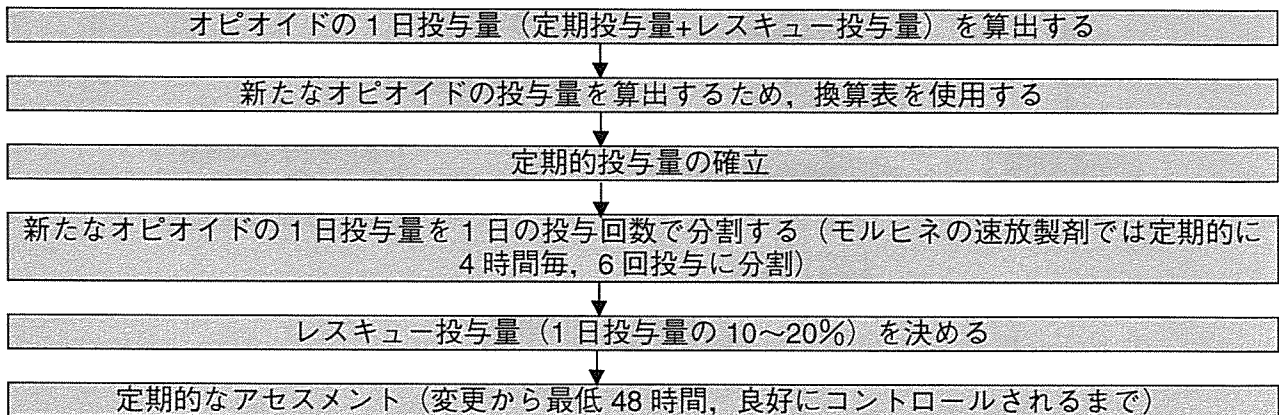 オピオイドの1日投与量（定期投与量+レスキュー投与量）を算出する
新たなオピオイドの投与量を算出するため，換算表を使用する
定期的投与量の確立
新たなオピオイドの1日投与量を1日の投与回数で分割する（モルヒネの速放製剤では定期的に
4時間毎，6回投与に分割）
レスキュー投与量（1日投与量の10〜20%）を決める
定期的なアセスメント（変更から最低48時間，良好にコントロールされるまで）